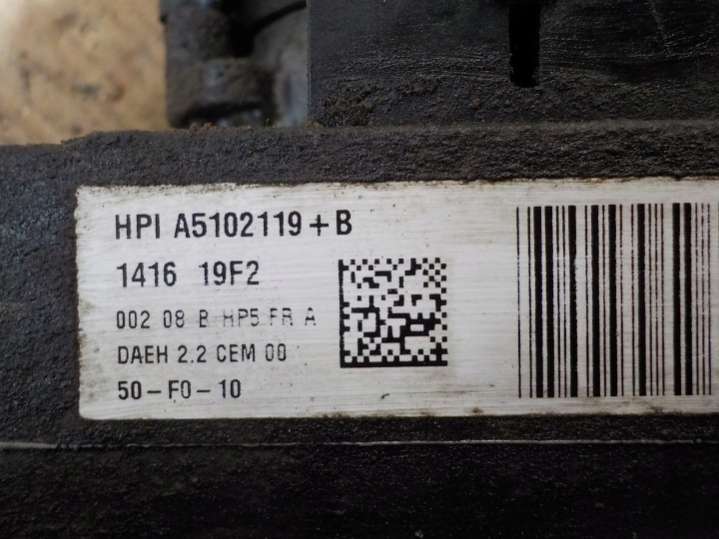 HPI A5102119+B
1416 19F2
002 08 B HP5 FR A
DAEH 2.2 CEM 00
50-F0-10